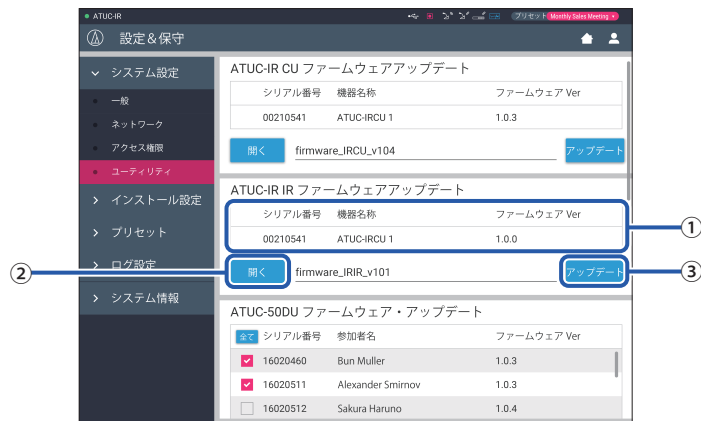 ATUC-IR
プリセット Monthly Sales Meeting
設定&保守
システム設定
一般
ネットワーク
アクセス権限
ユーティリティ
インストール設定
プリセット
ログ設定
システム情報
ATUC-IR CU ファームウェアアップデート
シリアル番号 機器名称 ファームウェア Ver
00210541 ATUC-IRCU 1 1.0.3
開く firmware_IRCU_v104 アップデート
ATUC-IR IR ファームウェアアップデート
シリアル番号 機器名称 ファームウェア Ver
00210541 ATUC-IRCU 1 1.0.0
①
② 開く firmware_IRIR_v101 アップデート ③
ATUC-50DU ファームウェア・アップデート
全て シリアル番号 参加者名 ファームウェア Ver
16020460 Bun Muller 1.0.3
16020511 Alexander Smirnov 1.0.3
16020512 Sakura Haruno 1.0.4